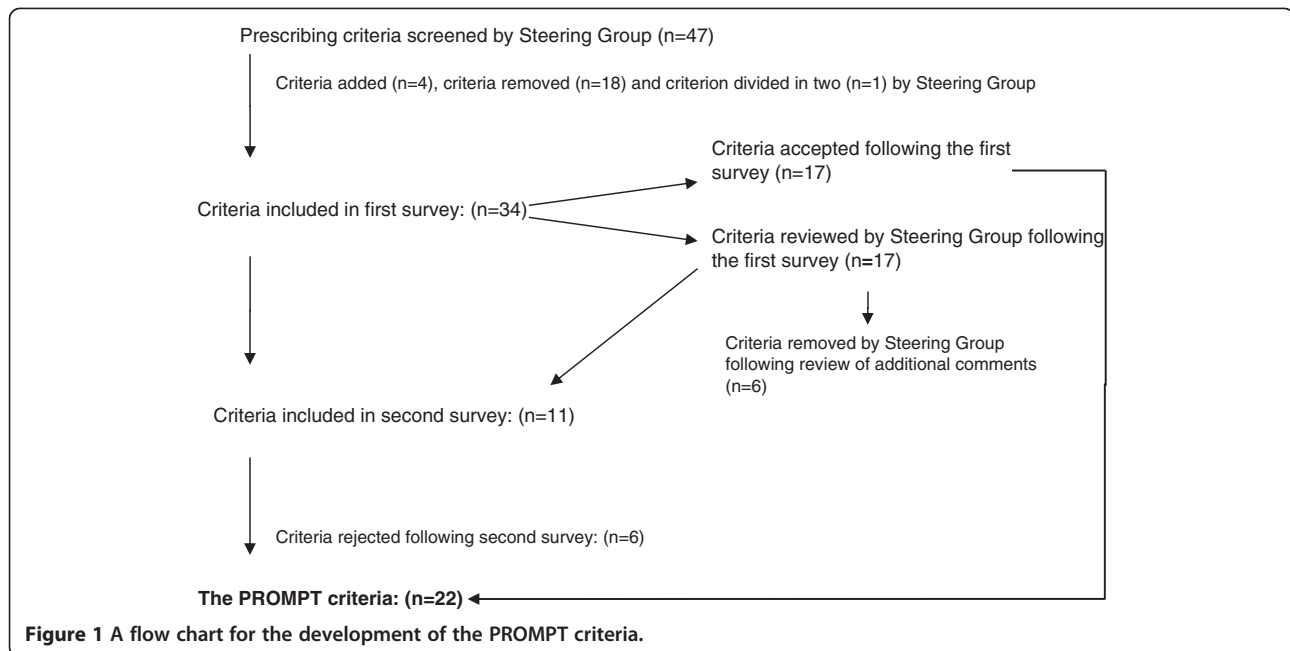 Prescribing criteria screened by Steering Group (n=47)
Criteria added (n=4), criteria removed (n=18) and criterion divided in two (n=1) by Steering Group
Criteria accepted following the first
survey (n=17)
Criteria included in first survey: (n=34)
Criteria reviewed by Steering Group following
the first survey (n=17)
Criteria removed by Steering Group
following review of additional comments
(n=6)
Criteria included in second survey: (n=11)
Criteria rejected following second survey: (n=6)
The PROMPT criteria: (n=22)
Figure 1 A flow chart for the development of the PROMPT criteria.